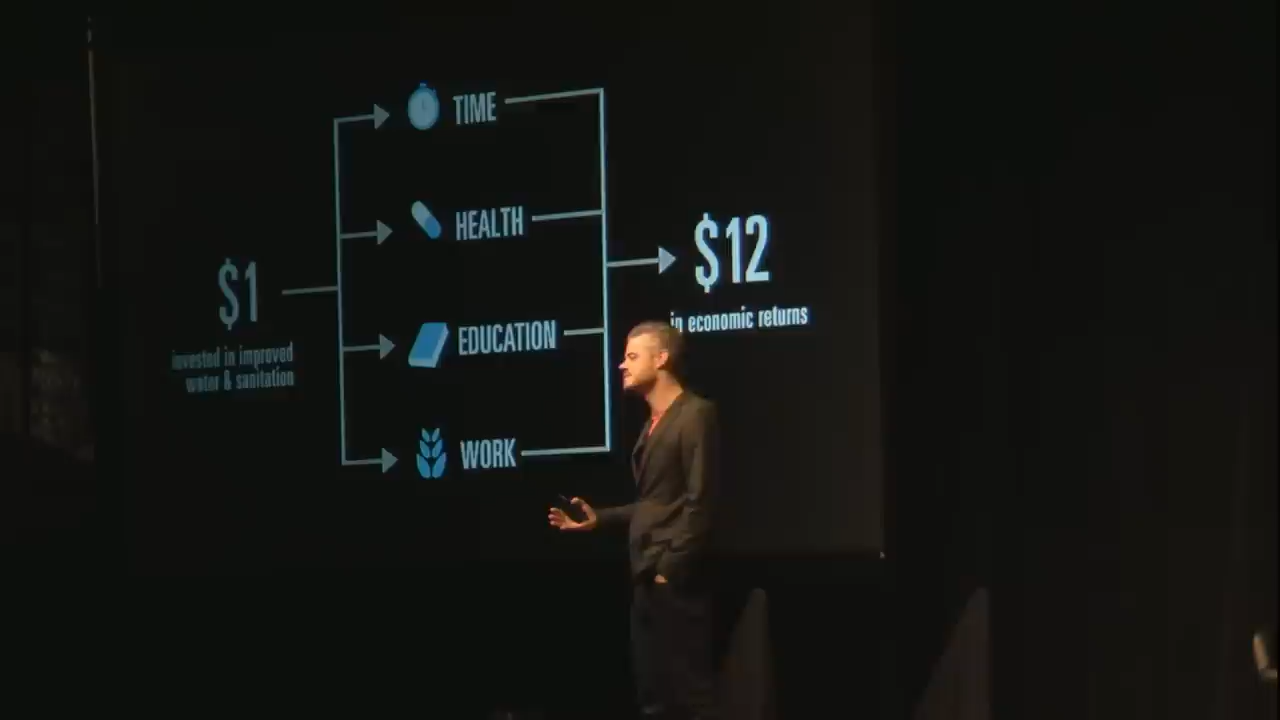 $1
invested in improved
water & sanitation
TIME
HEALTH
EDUCATION
WORK
$12
in economic returns